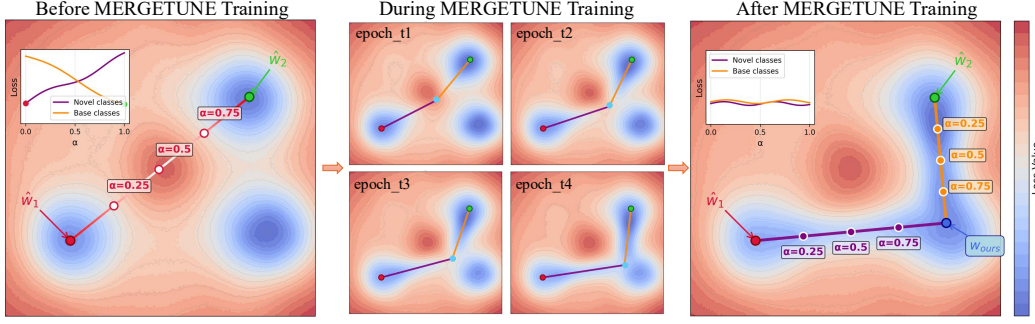 Before MERGETUNE Training
Loss
Novel classes
Base classes
0.0
0.5
1.0
α
ŵ₂
α=0.75
α=0.5
α=0.25
ŵ₁
During MERGETUNE Training
epoch_t1
epoch_t2
epoch_t3
epoch_t4
After MERGETUNE Training
Loss
Novel classes
Base classes
0.0
0.5
1.0
α
ŵ₂
α=0.25
α=0.5
α=0.75
ŵ₁
α=0.25
α=0.5
α=0.75
w_ours
Loss Value